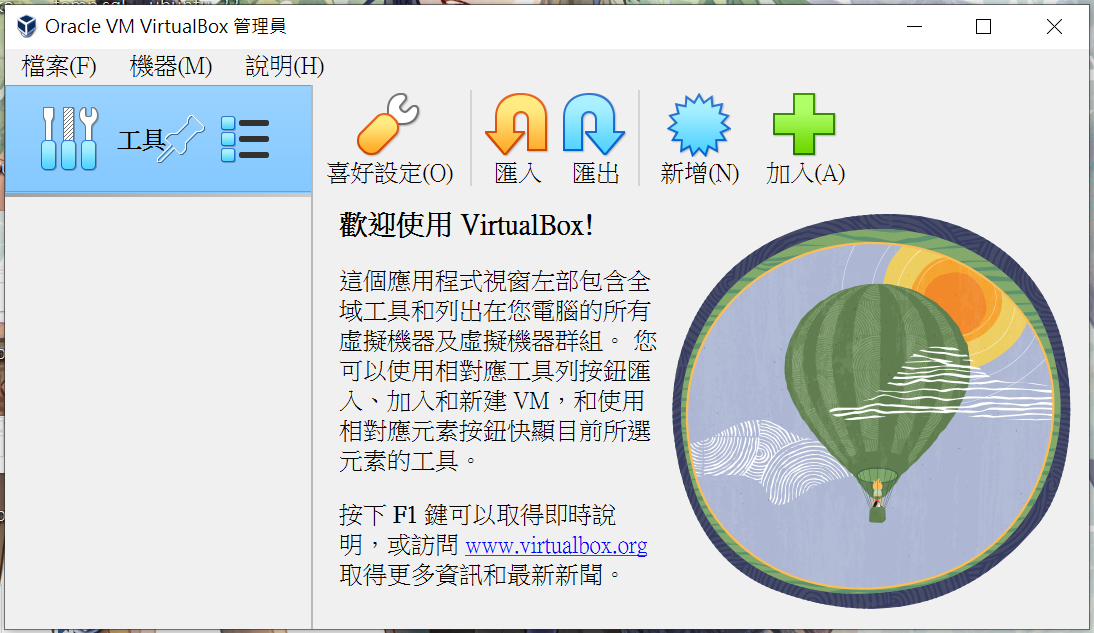 Oracle VM VirtualBox 管理員
檔案(F) 機器(M) 說明(H)
工具
喜好設定(O) 匯入 匯出 新增(N) 加入(A)
歡迎使用 VirtualBox!
這個應用程式視窗左部包含全
域工具和列出在您電腦的所有
虛擬機器及虛擬機器群組。 您
可以使用相對應工具列按鈕匯
入、加入和新建 VM，和使用
相對應元素按鈕快顯目前所選
元素的工具。
按下 F1 鍵可以取得即時說
明，或訪問 www.virtualbox.org
取得更多資訊和最新新聞。